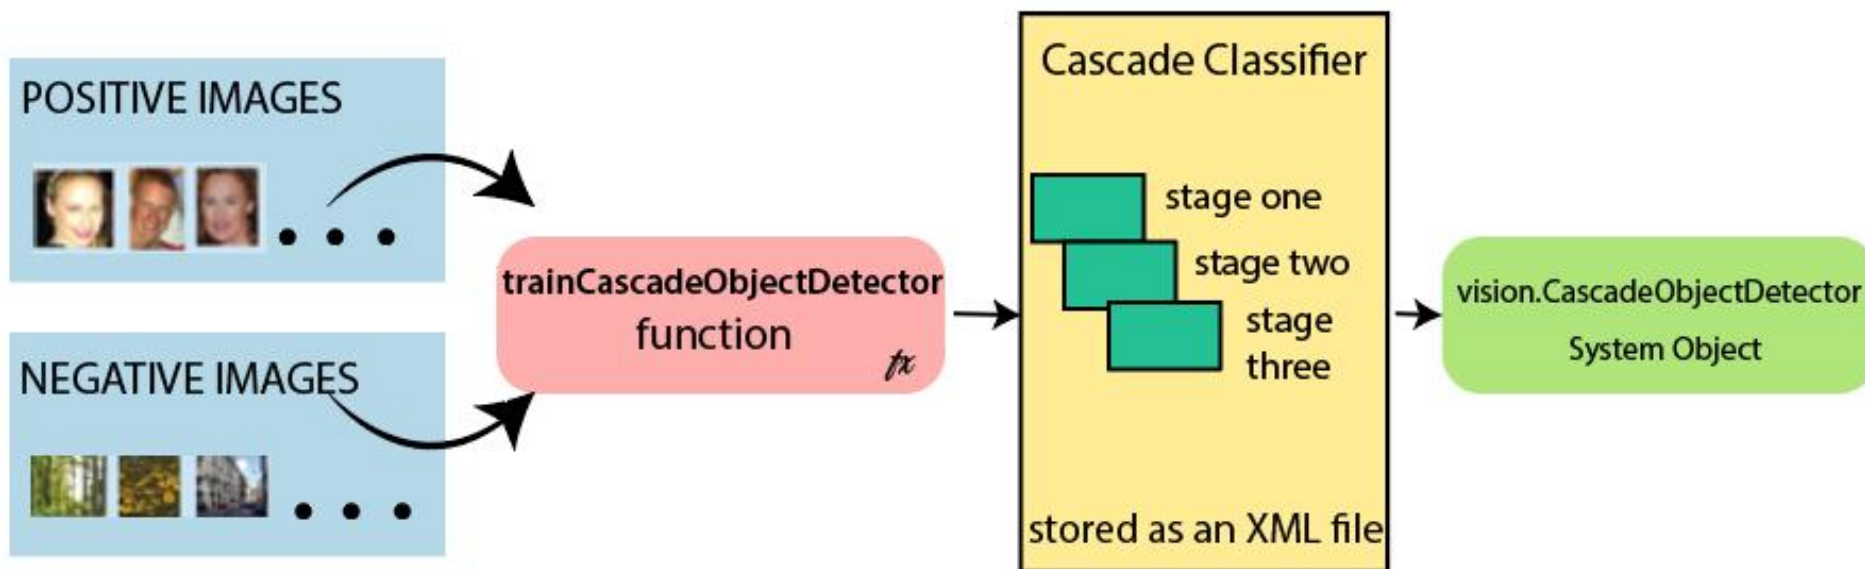 POSITIVE IMAGES
NEGATIVE IMAGES
trainCascadeObjectDetector
function
fx
Cascade Classifier
stage one
stage two
stage
three
stored as an XML file
vision.CascadeObjectDetector
System Object